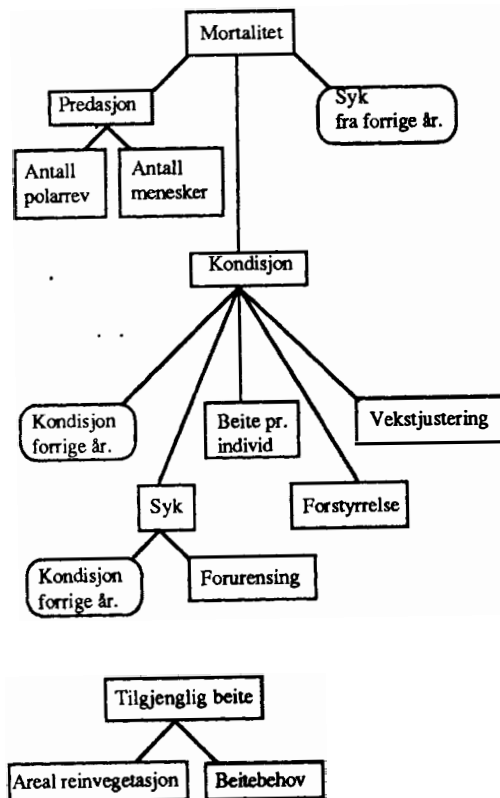 Mortalitet
Predasjon
Syk
fra forrige år.
Antall
polarrev
Antall
menesker
Kondisjon
Kondisjon
forrige år.
Beite pr.
individ
Vekstjustering
Syk
Forstyrrelse
Kondisjon
forrige år.
Forurensing
Tilgjenglig beite
Areal reinvegetasjon
Beitebehov